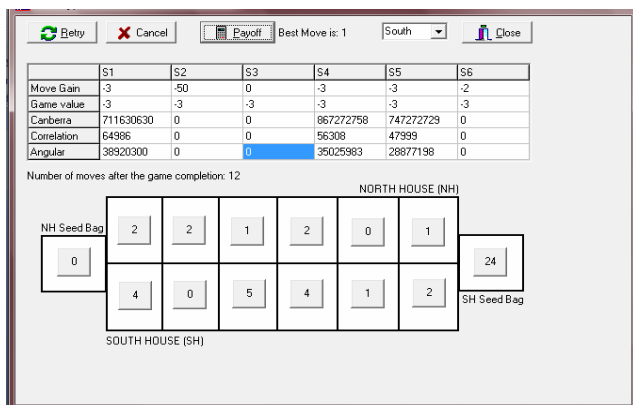 Retry Cancel Payoff Best Move is: 1 South Close
S1 S2 S3 S4 S5 S6
Move Gain -3 -50 0 -3 -3 -2
Game value -3 -3 -3 -3 -3 -3
Canberra 711630630 0 0 867272758 747272729 0
Correlation 64986 0 0 56308 47999 0
Angular 38920300 0 0 35025983 28877198 0
Number of moves after the game completion: 12
NORTH HOUSE (NH)
NH Seed Bag 2 2 1 2 0 1
0 24
4 0 5 4 1 2 SH Seed Bag
SOUTH HOUSE (SH)